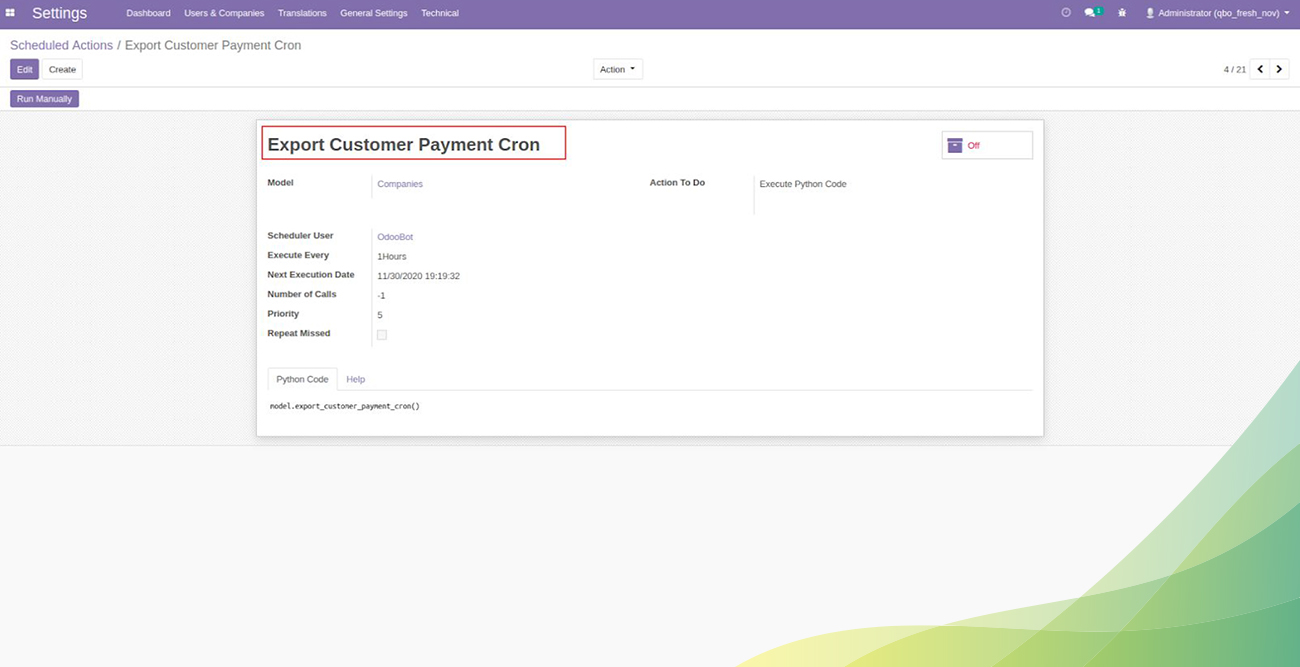 Settings Dashboard Users & Companies Translations General Settings Technical 1 Administrator (qbo_fresh_nov)
Scheduled Actions / Export Customer Payment Cron
Edit Create Action 4 / 21
Run Manually
Export Customer Payment Cron Off
Model Companies Action To Do Execute Python Code
Scheduler User OdooBot
Execute Every 1Hours
Next Execution Date 11/30/2020 19:19:32
Number of Calls -1
Priority 5
Repeat Missed
Python Code Help
model.export_customer_payment_cron()